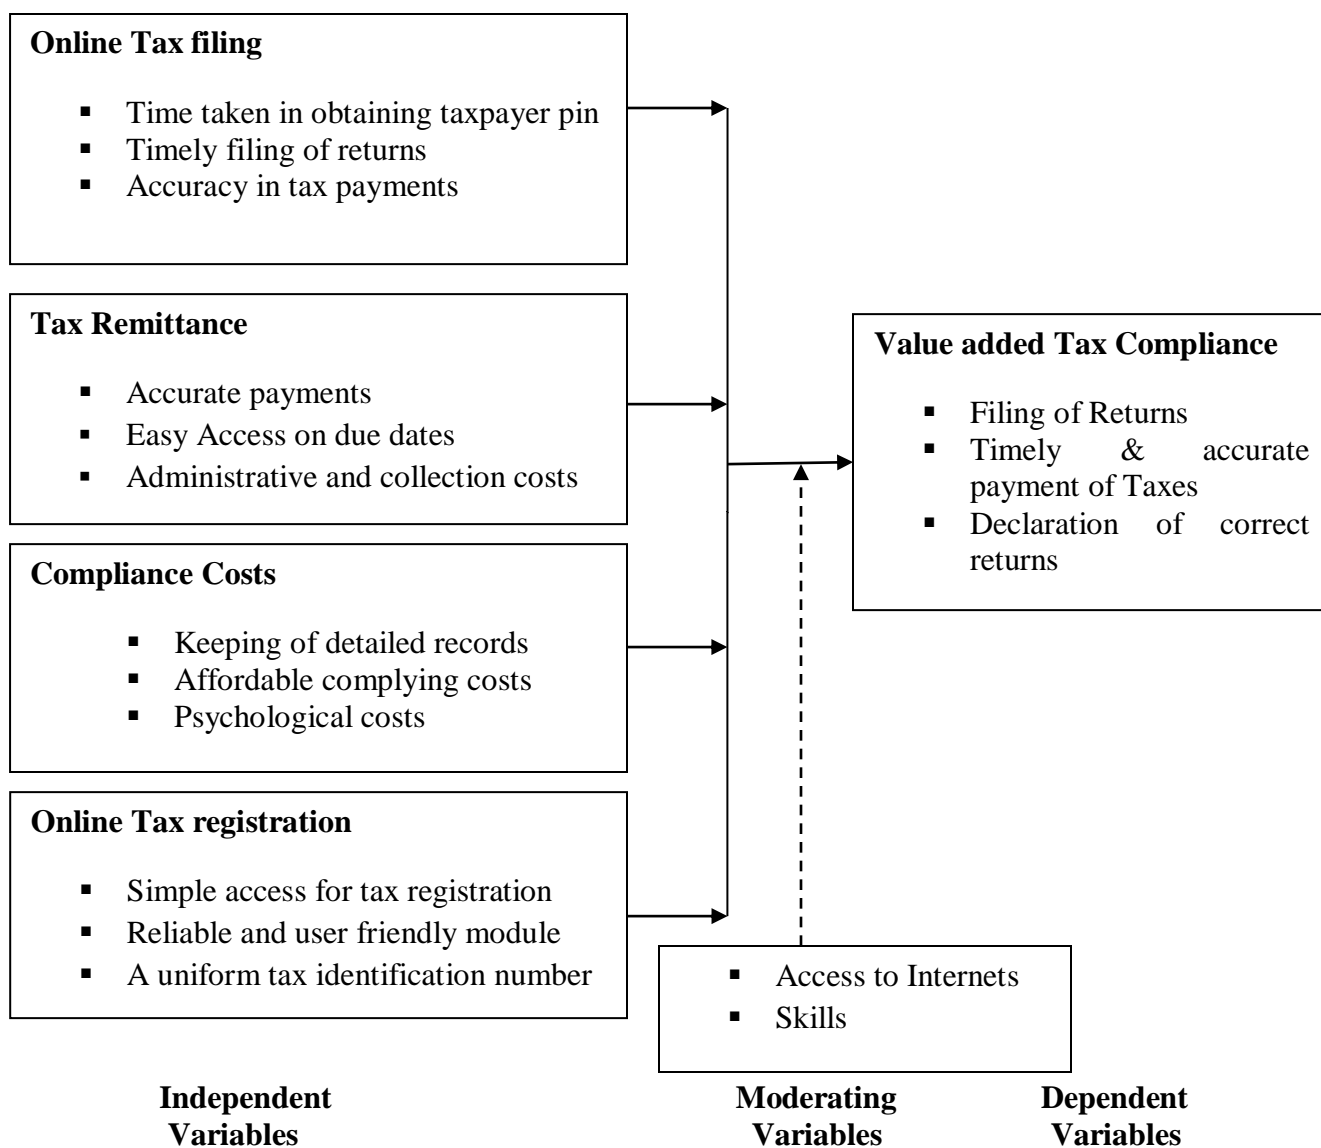 Online Tax filing
▪ Time taken in obtaining taxpayer pin
▪ Timely filing of returns
▪ Accuracy in tax payments
Tax Remittance
▪ Accurate payments
▪ Easy Access on due dates
▪ Administrative and collection costs
Compliance Costs
▪ Keeping of detailed records
▪ Affordable complying costs
▪ Psychological costs
Online Tax registration
▪ Simple access for tax registration
▪ Reliable and user friendly module
▪ A uniform tax identification number
Value added Tax Compliance
▪ Filing of Returns
▪ Timely & accurate
payment of Taxes
▪ Declaration of correct
returns
▪ Access to Internets
▪ Skills
Independent
Variables
Moderating
Variables
Dependent
Variables